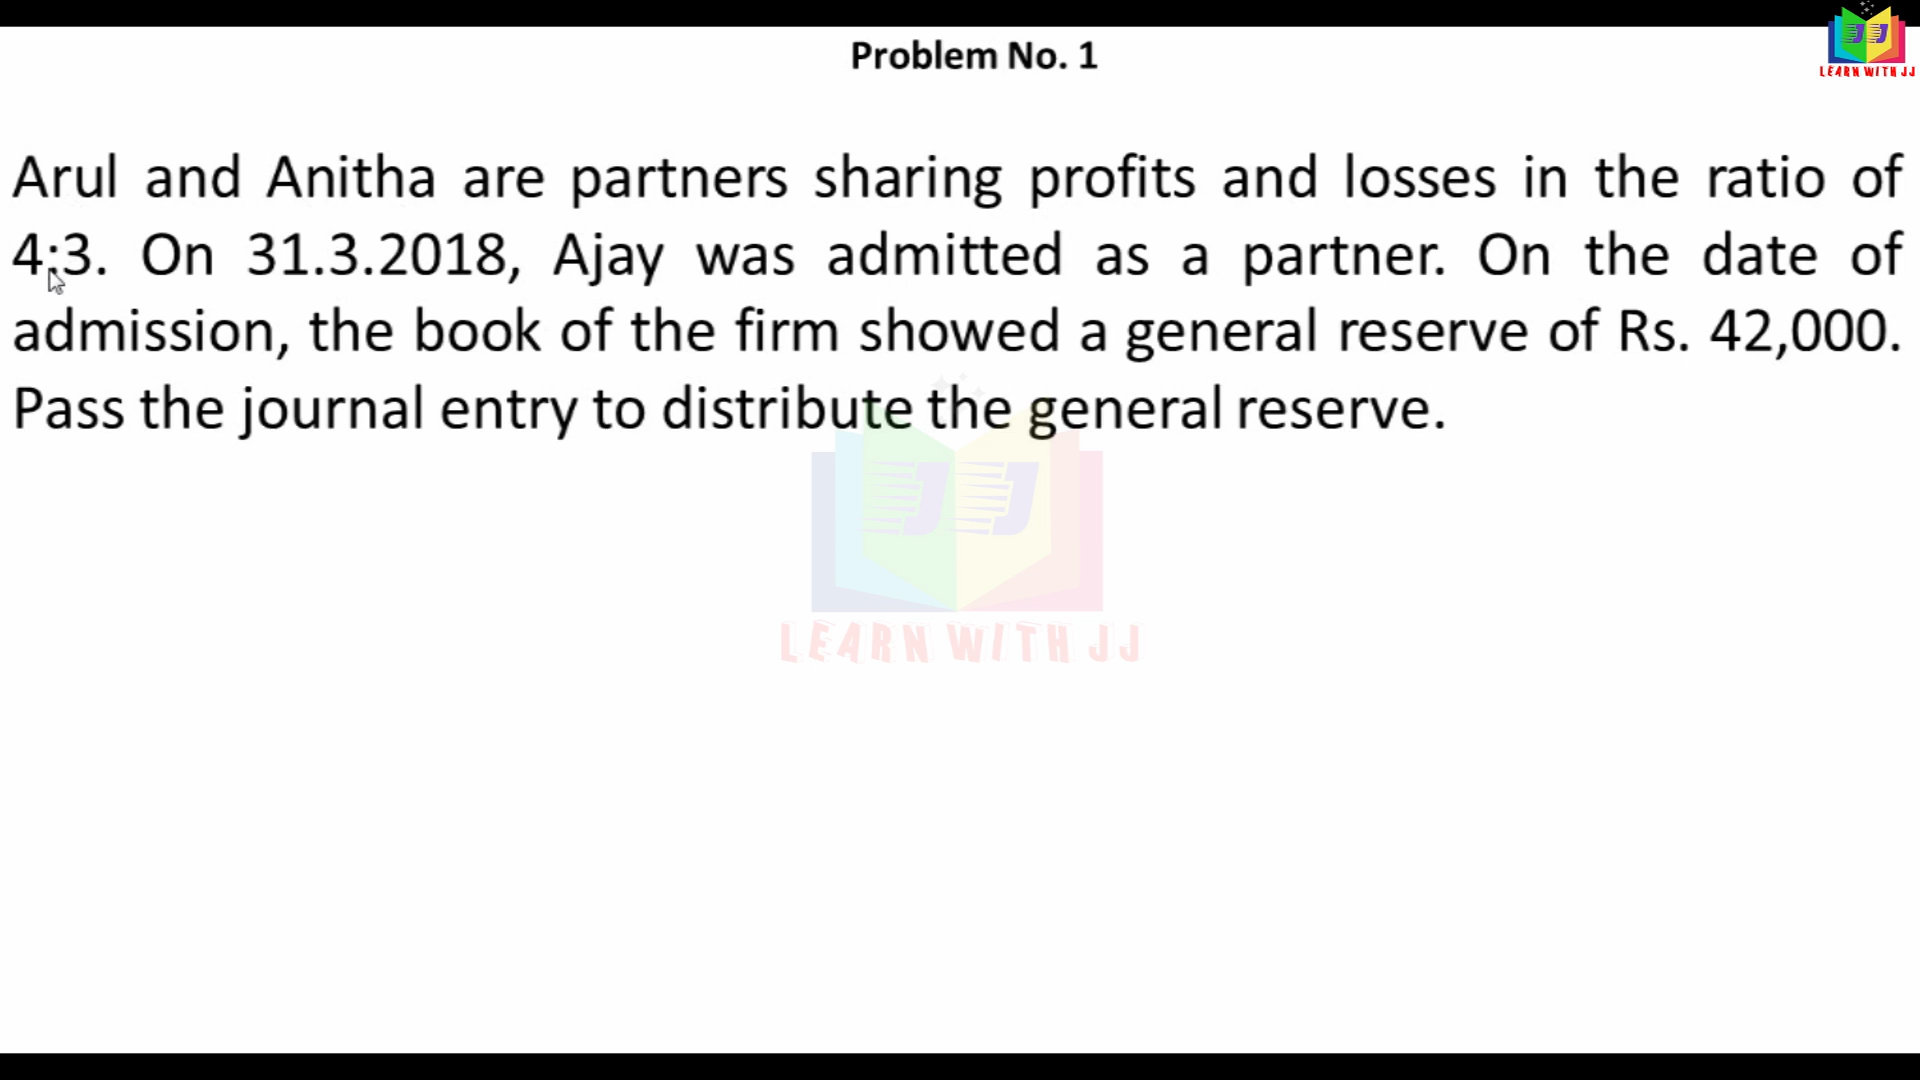 Problem No. 1
JJ
LEARN WITH JJ
Arul and Anitha are partners sharing profits and losses in the ratio of
4:3. On 31.3.2018, Ajay was admitted as a partner. On the date of
admission, the book of the firm showed a general reserve of Rs. 42,000.
Pass the journal entry to distribute the general reserve.
JJ
LEARN WITH JJ